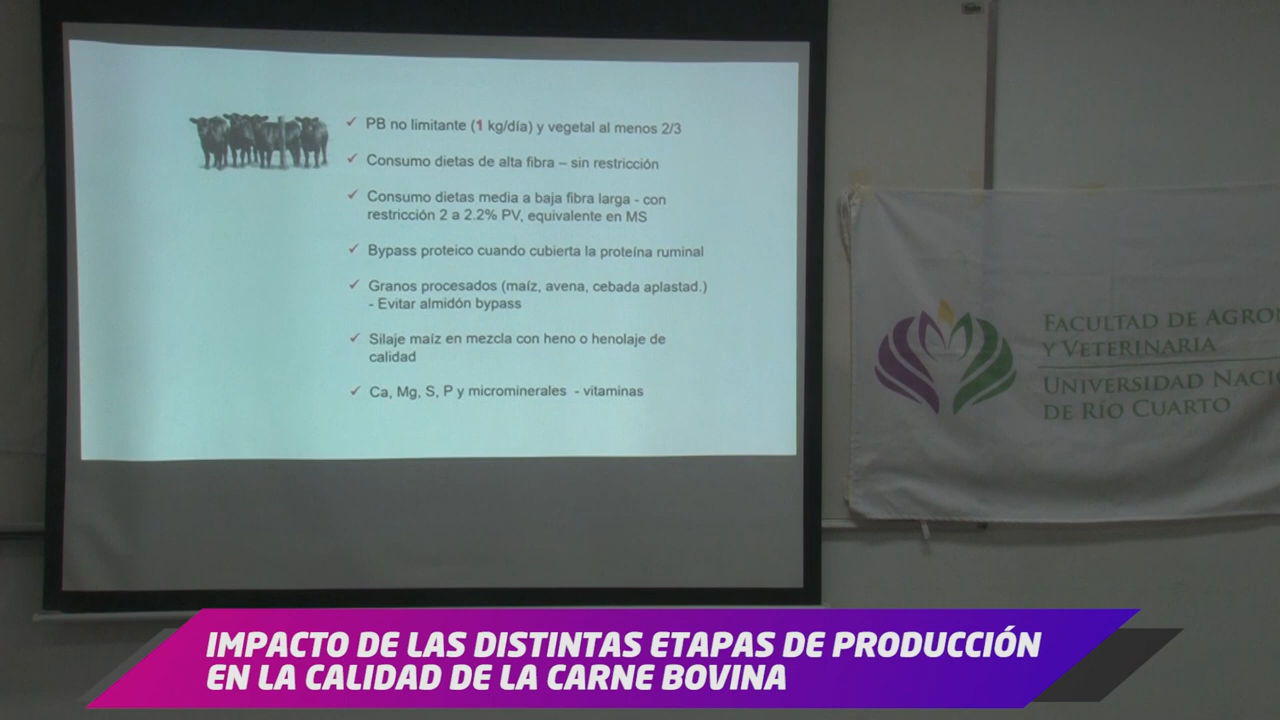 ✓ PB no limitante (1 kg/día) y vegetal al menos 2/3
✓ Consumo dietas de alta fibra – sin restricción
✓ Consumo dietas media a baja fibra larga - con
restricción 2 a 2.2% PV, equivalente en MS
✓ Bypass proteico cuando cubierta la proteína ruminal
✓ Granos procesados (maíz, avena, cebada aplastad.)
- Evitar almidón bypass
✓ Silaje maíz en mezcla con heno o henolaje de
calidad
✓ Ca, Mg, S, P y microminerales - vitaminas
FACULTAD DE AGRON
Y VETERINARIA
UNIVERSIDAD NACI
DE RÍO CUARTO
IMPACTO DE LAS DISTINTAS ETAPAS DE PRODUCCIÓN
EN LA CALIDAD DE LA CARNE BOVINA